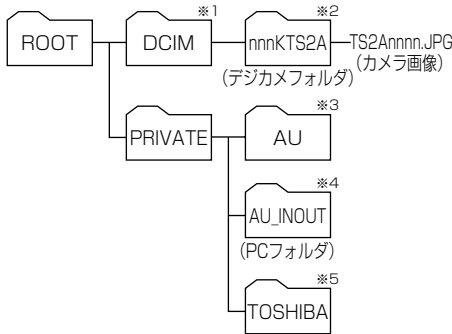 ※1
※2
ROOT
DCIM
nnnKTS2A
TS2Annnn.JPG
(デジカメフォルダ)
(カメラ画像)
※3
PRIVATE
AU
※4
AU_INOUT
(PCフォルダ)
※5
TOSHIBA